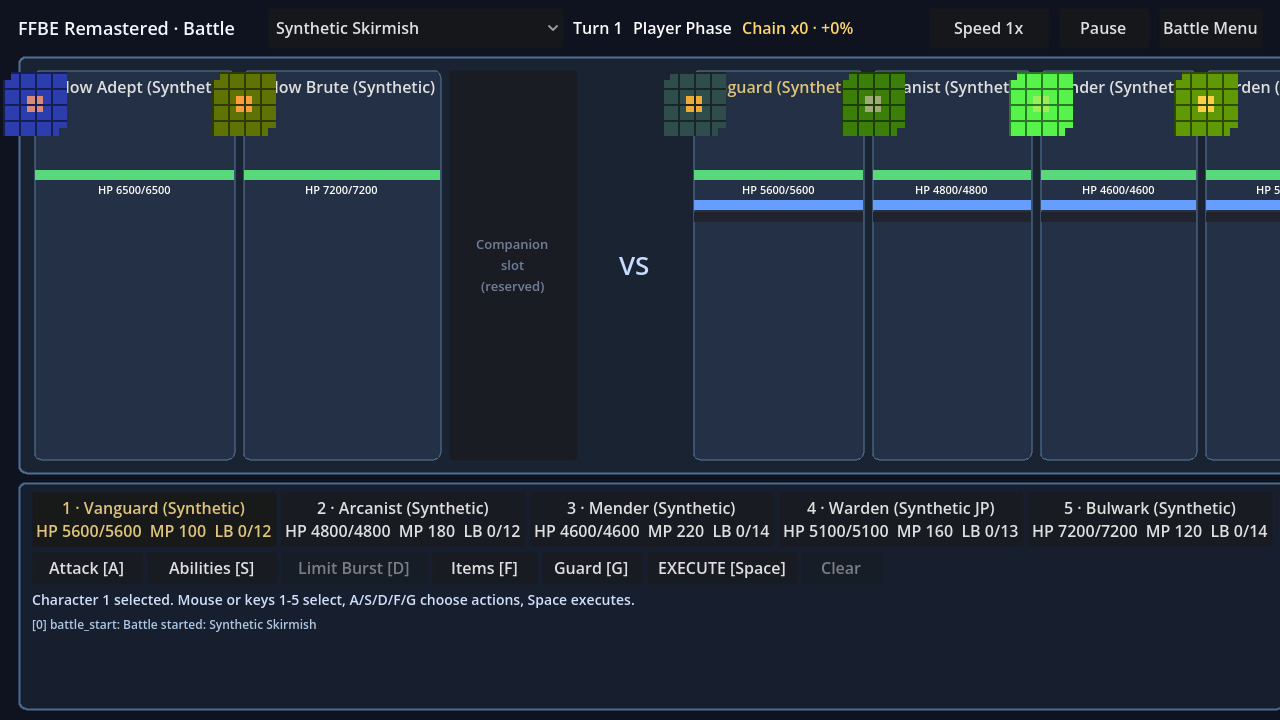 FFBE Remastered · Battle
Synthetic Skirmish
Turn 1 Player Phase Chain x0 · +0%
Speed 1x
Pause
Battle Menu
low Adept (Synthet
low Brute (Synthetic)
guard (Synthet
anist (Synthet
nder (Synthet
rden (
HP 6500/6500
HP 7200/7200
HP 5600/5600
HP 4800/4800
HP 4600/4600
HP 5
Companion
slot
(reserved)
VS
1 · Vanguard (Synthetic)
HP 5600/5600 MP 100 LB 0/12
2 · Arcanist (Synthetic)
HP 4800/4800 MP 180 LB 0/12
3 · Mender (Synthetic)
HP 4600/4600 MP 220 LB 0/14
4 · Warden (Synthetic JP)
HP 5100/5100 MP 160 LB 0/13
5 · Bulwark (Synthetic)
HP 7200/7200 MP 120 LB 0/14
Attack [A]
Abilities [S]
Limit Burst [D]
Items [F]
Guard [G]
EXECUTE [Space]
Clear
Character 1 selected. Mouse or keys 1-5 select, A/S/D/F/G choose actions, Space executes.
[0] battle_start: Battle started: Synthetic Skirmish